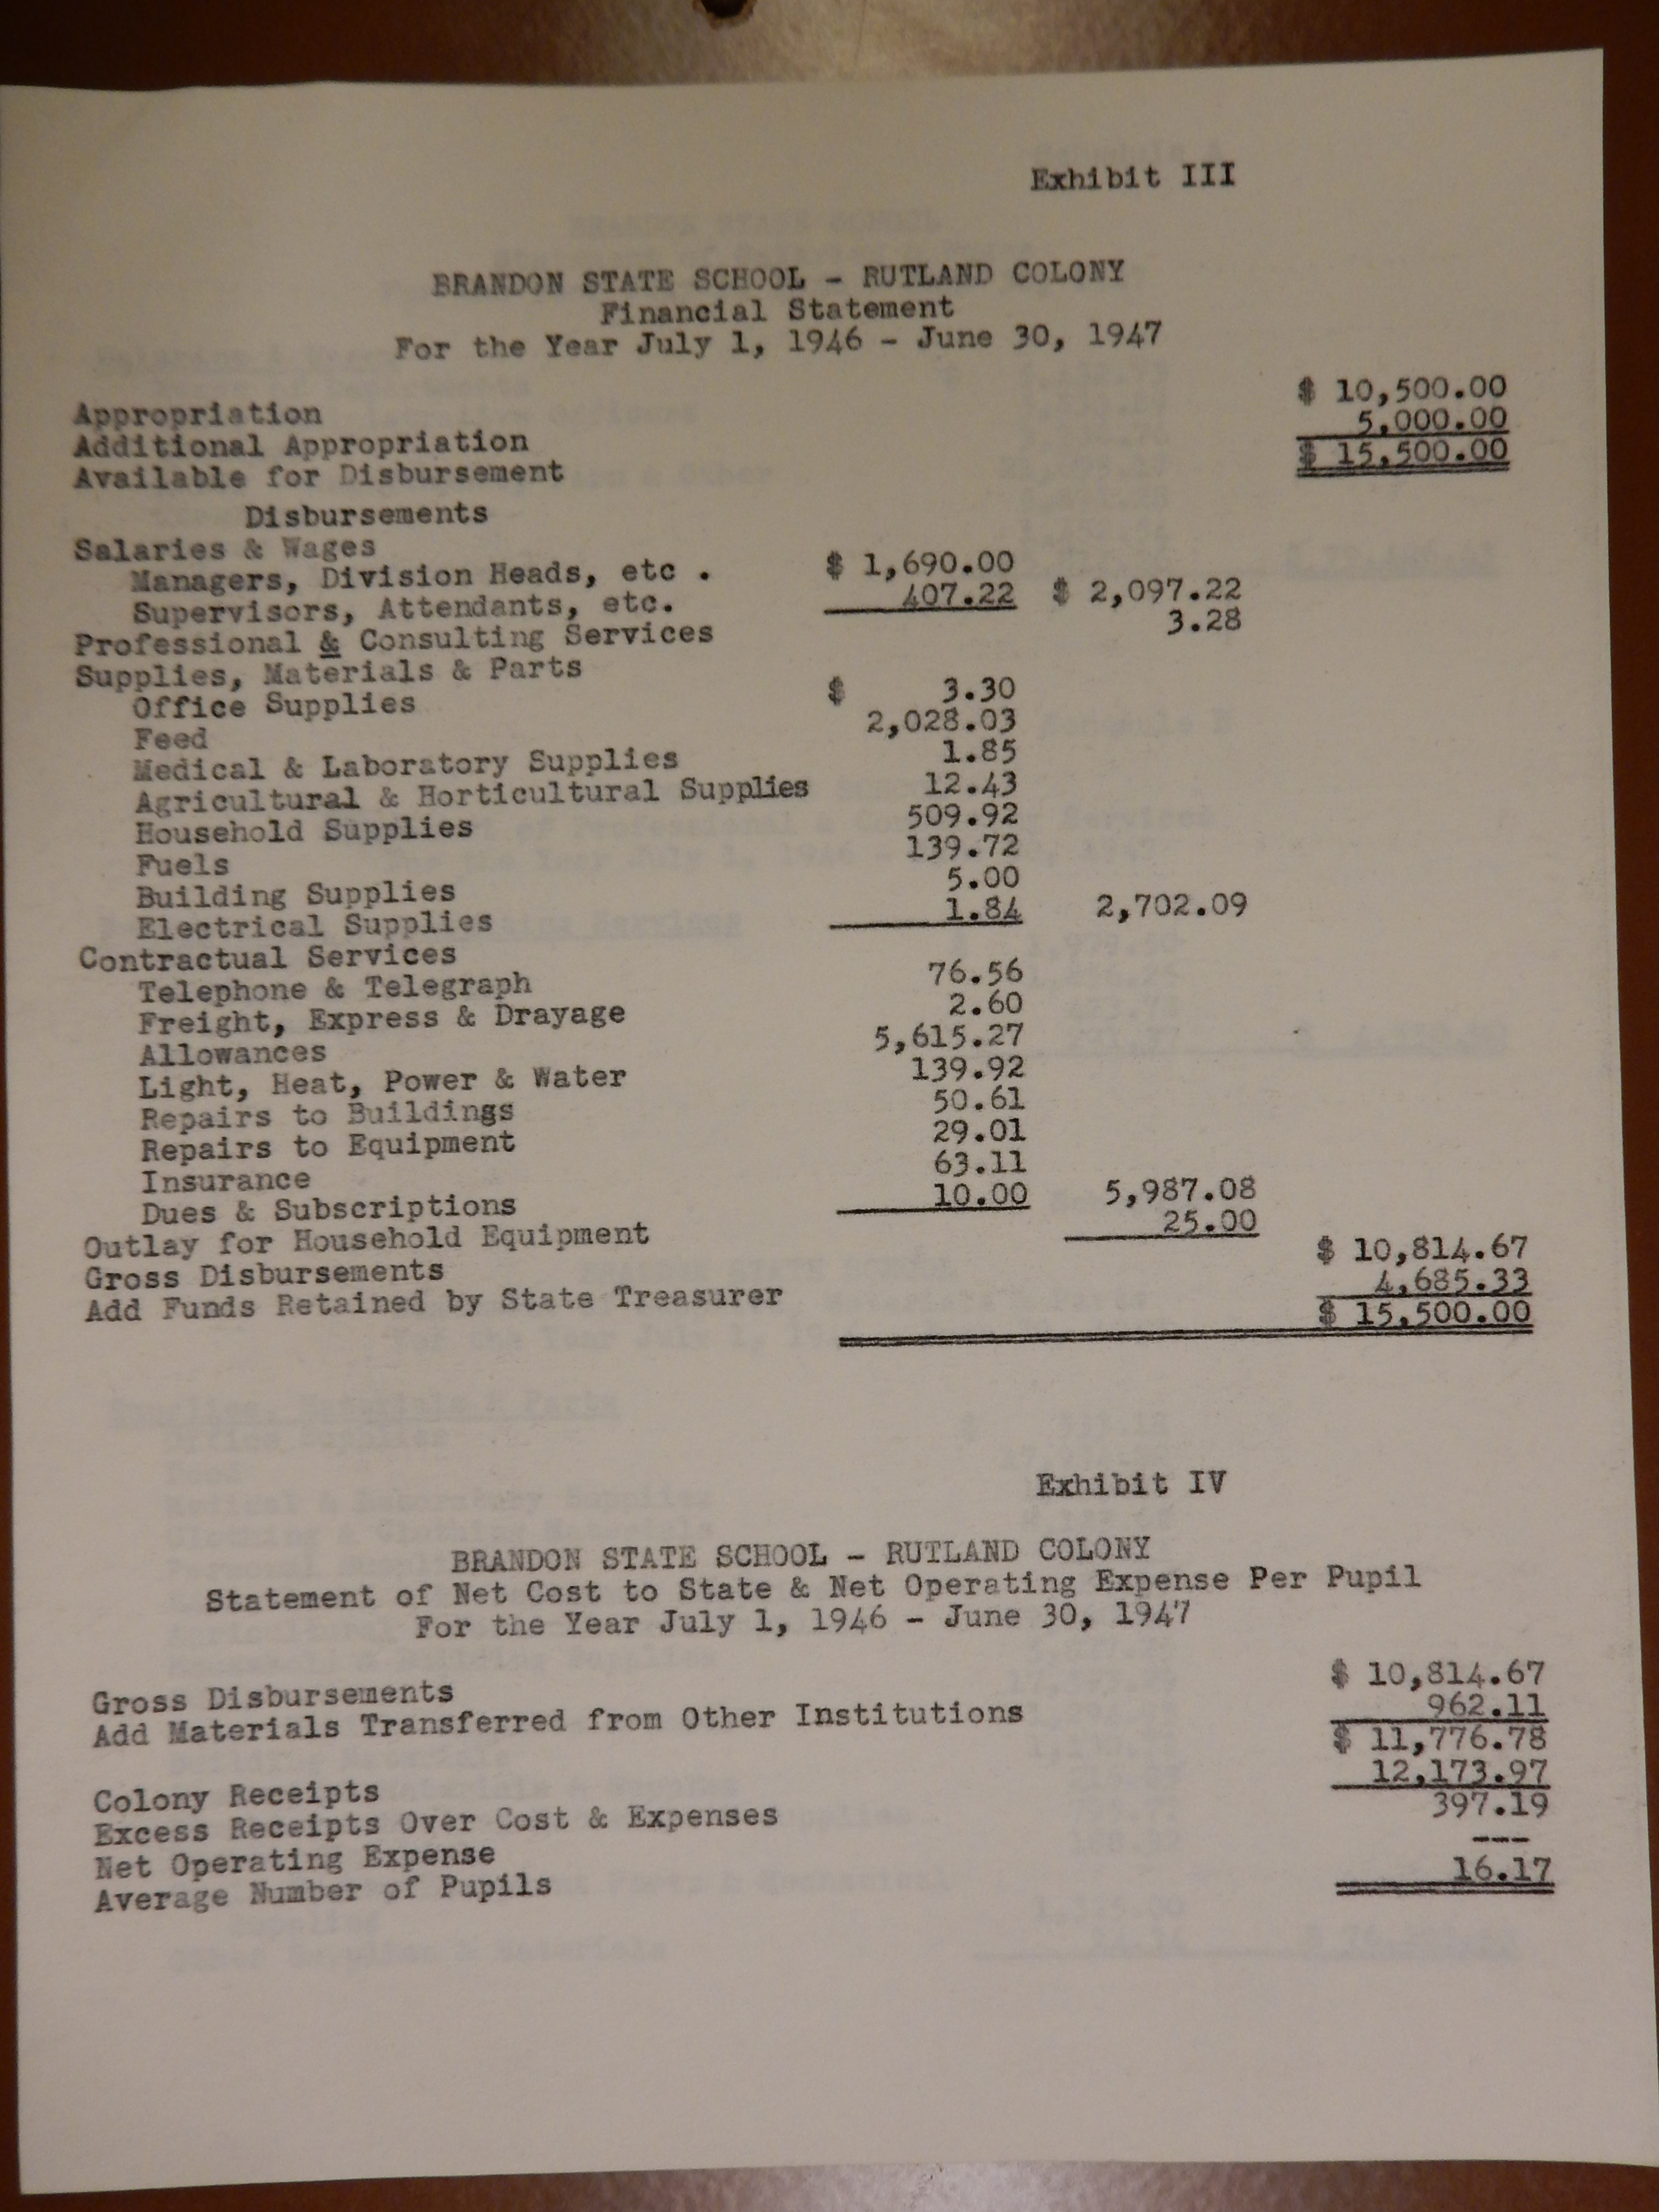 Exhibit III
BRANDON STATE SCHOOL - RUTLAND COLONY
Financial Statement
For the Year July 1, 1946 - June 30, 1947
Appropriation $ 10,500.00
Additional Appropriation 5,000.00
Available for Disbursement $ 15,500.00
Disbursements
Salaries & Wages
Managers, Division Heads, etc . $ 1,690.00
Supervisors, Attendants, etc. 407.22 $ 2,097.22
Professional & Consulting Services 3.28
Supplies, Materials & Parts
Office Supplies $ 3.30
Feed 2,028.03
Medical & Laboratory Supplies 1.85
Agricultural & Horticultural Supplies 12.43
Household Supplies 509.92
Fuels 139.72
Building Supplies 5.00
Electrical Supplies 1.84 2,702.09
Contractual Services
Telephone & Telegraph 76.56
Freight, Express & Drayage 2.60
Allowances 5,615.27
Light, Heat, Power & Water 139.92
Repairs to Buildings 50.61
Repairs to Equipment 29.01
Insurance 63.11
Dues & Subscriptions 10.00 5,987.08
Outlay for Household Equipment 25.00
Gross Disbursements $ 10,814.67
Add Funds Retained by State Treasurer 4,685.33
$ 15,500.00
Exhibit IV
BRANDON STATE SCHOOL - RUTLAND COLONY
Statement of Net Cost to State & Net Operating Expense Per Pupil
For the Year July 1, 1946 - June 30, 1947
Gross Disbursements $ 10,814.67
Add Materials Transferred from Other Institutions 962.11
$ 11,776.78
Colony Receipts 12,173.97
Excess Receipts Over Cost & Expenses 397.19
Net Operating Expense ---
Average Number of Pupils 16.17